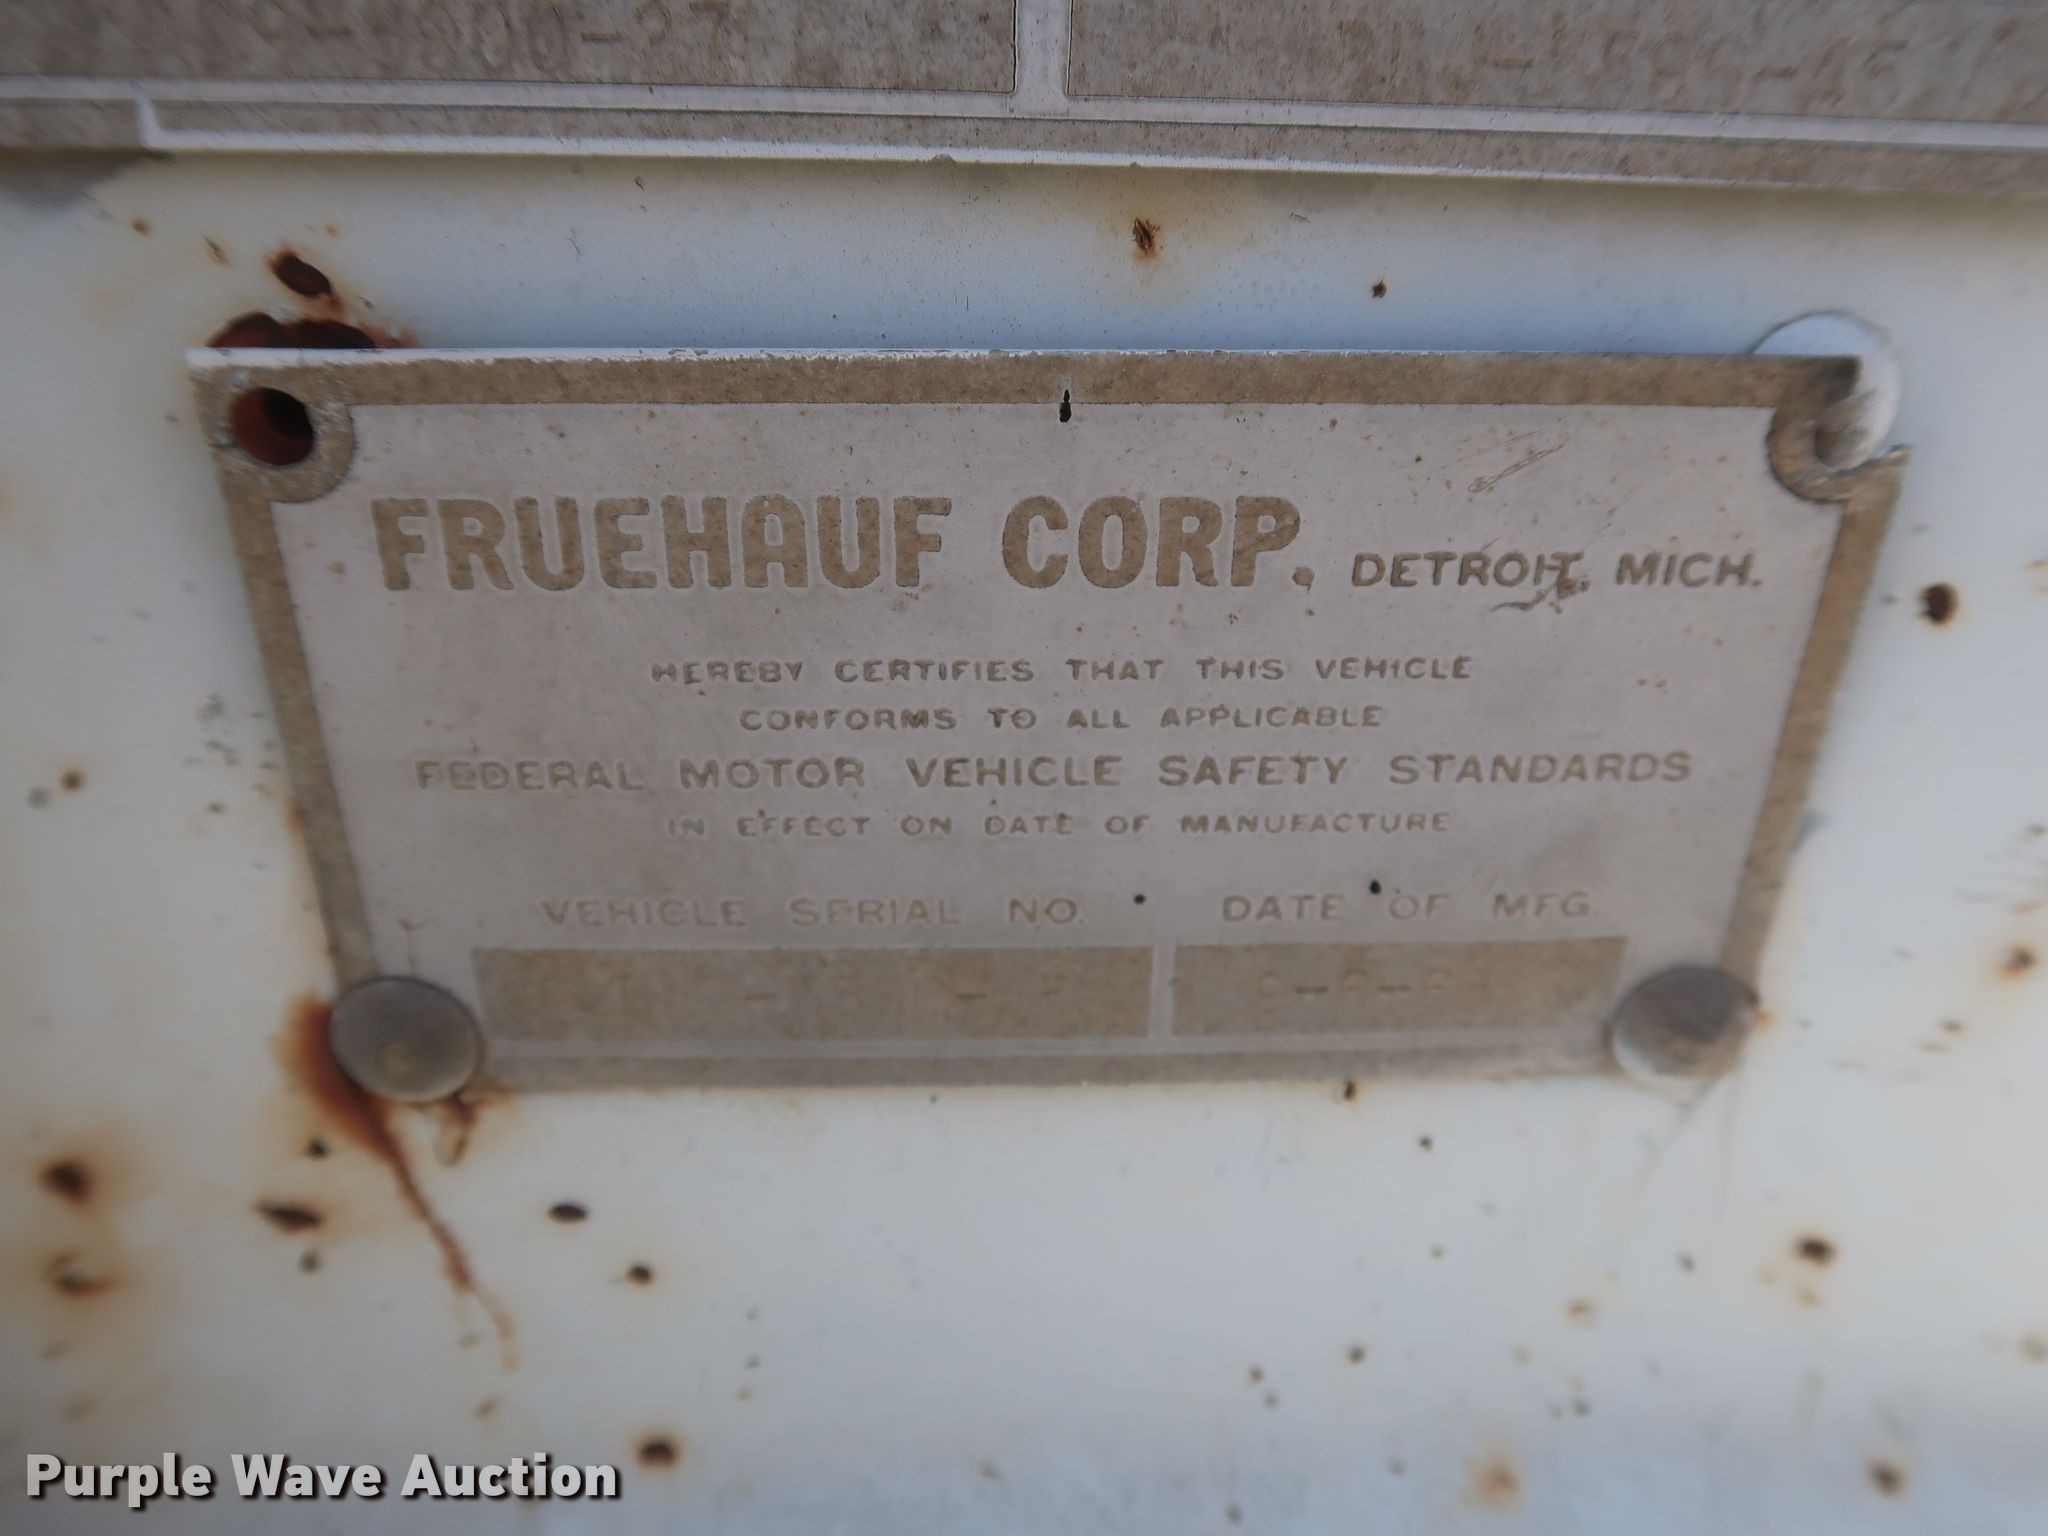 FRUEHAUF CORP. DETROIT, MICH.
HEREBY CERTIFIES THAT THIS VEHICLE
CONFORMS TO ALL APPLICABLE
FEDERAL MOTOR VEHICLE SAFETY STANDARDS
IN EFFECT ON DATE OF MANUFACTURE
VEHICLE SERIAL NO. DATE OF MFG.
Purple Wave Auction